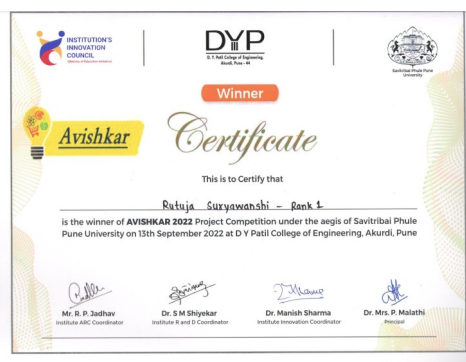 INSTITUTION'S
INNOVATION
COUNCIL
DYP
D. Y. Patil College of Engineering,
Akurdi, Pune - 44
Savitribai Phule Pune
University
Winner
Avishkar
Certificate
This is to Certify that
Rutuja Suryawanshi - Rank 1
is the winner of AVISHKAR 2022 Project Competition under the aegis of Savitribai Phule
Pune University on 13th September 2022 at D Y Patil College of Engineering, Akurdi, Pune
Mr. R. P. Jadhav
Institute ARC Coordinator
Dr. S M Shiyekar
Institute R and D Coordinator
Dr. Manish Sharma
Institute Innovation Coordinator
Dr. Mrs. P. Malathi
Principal